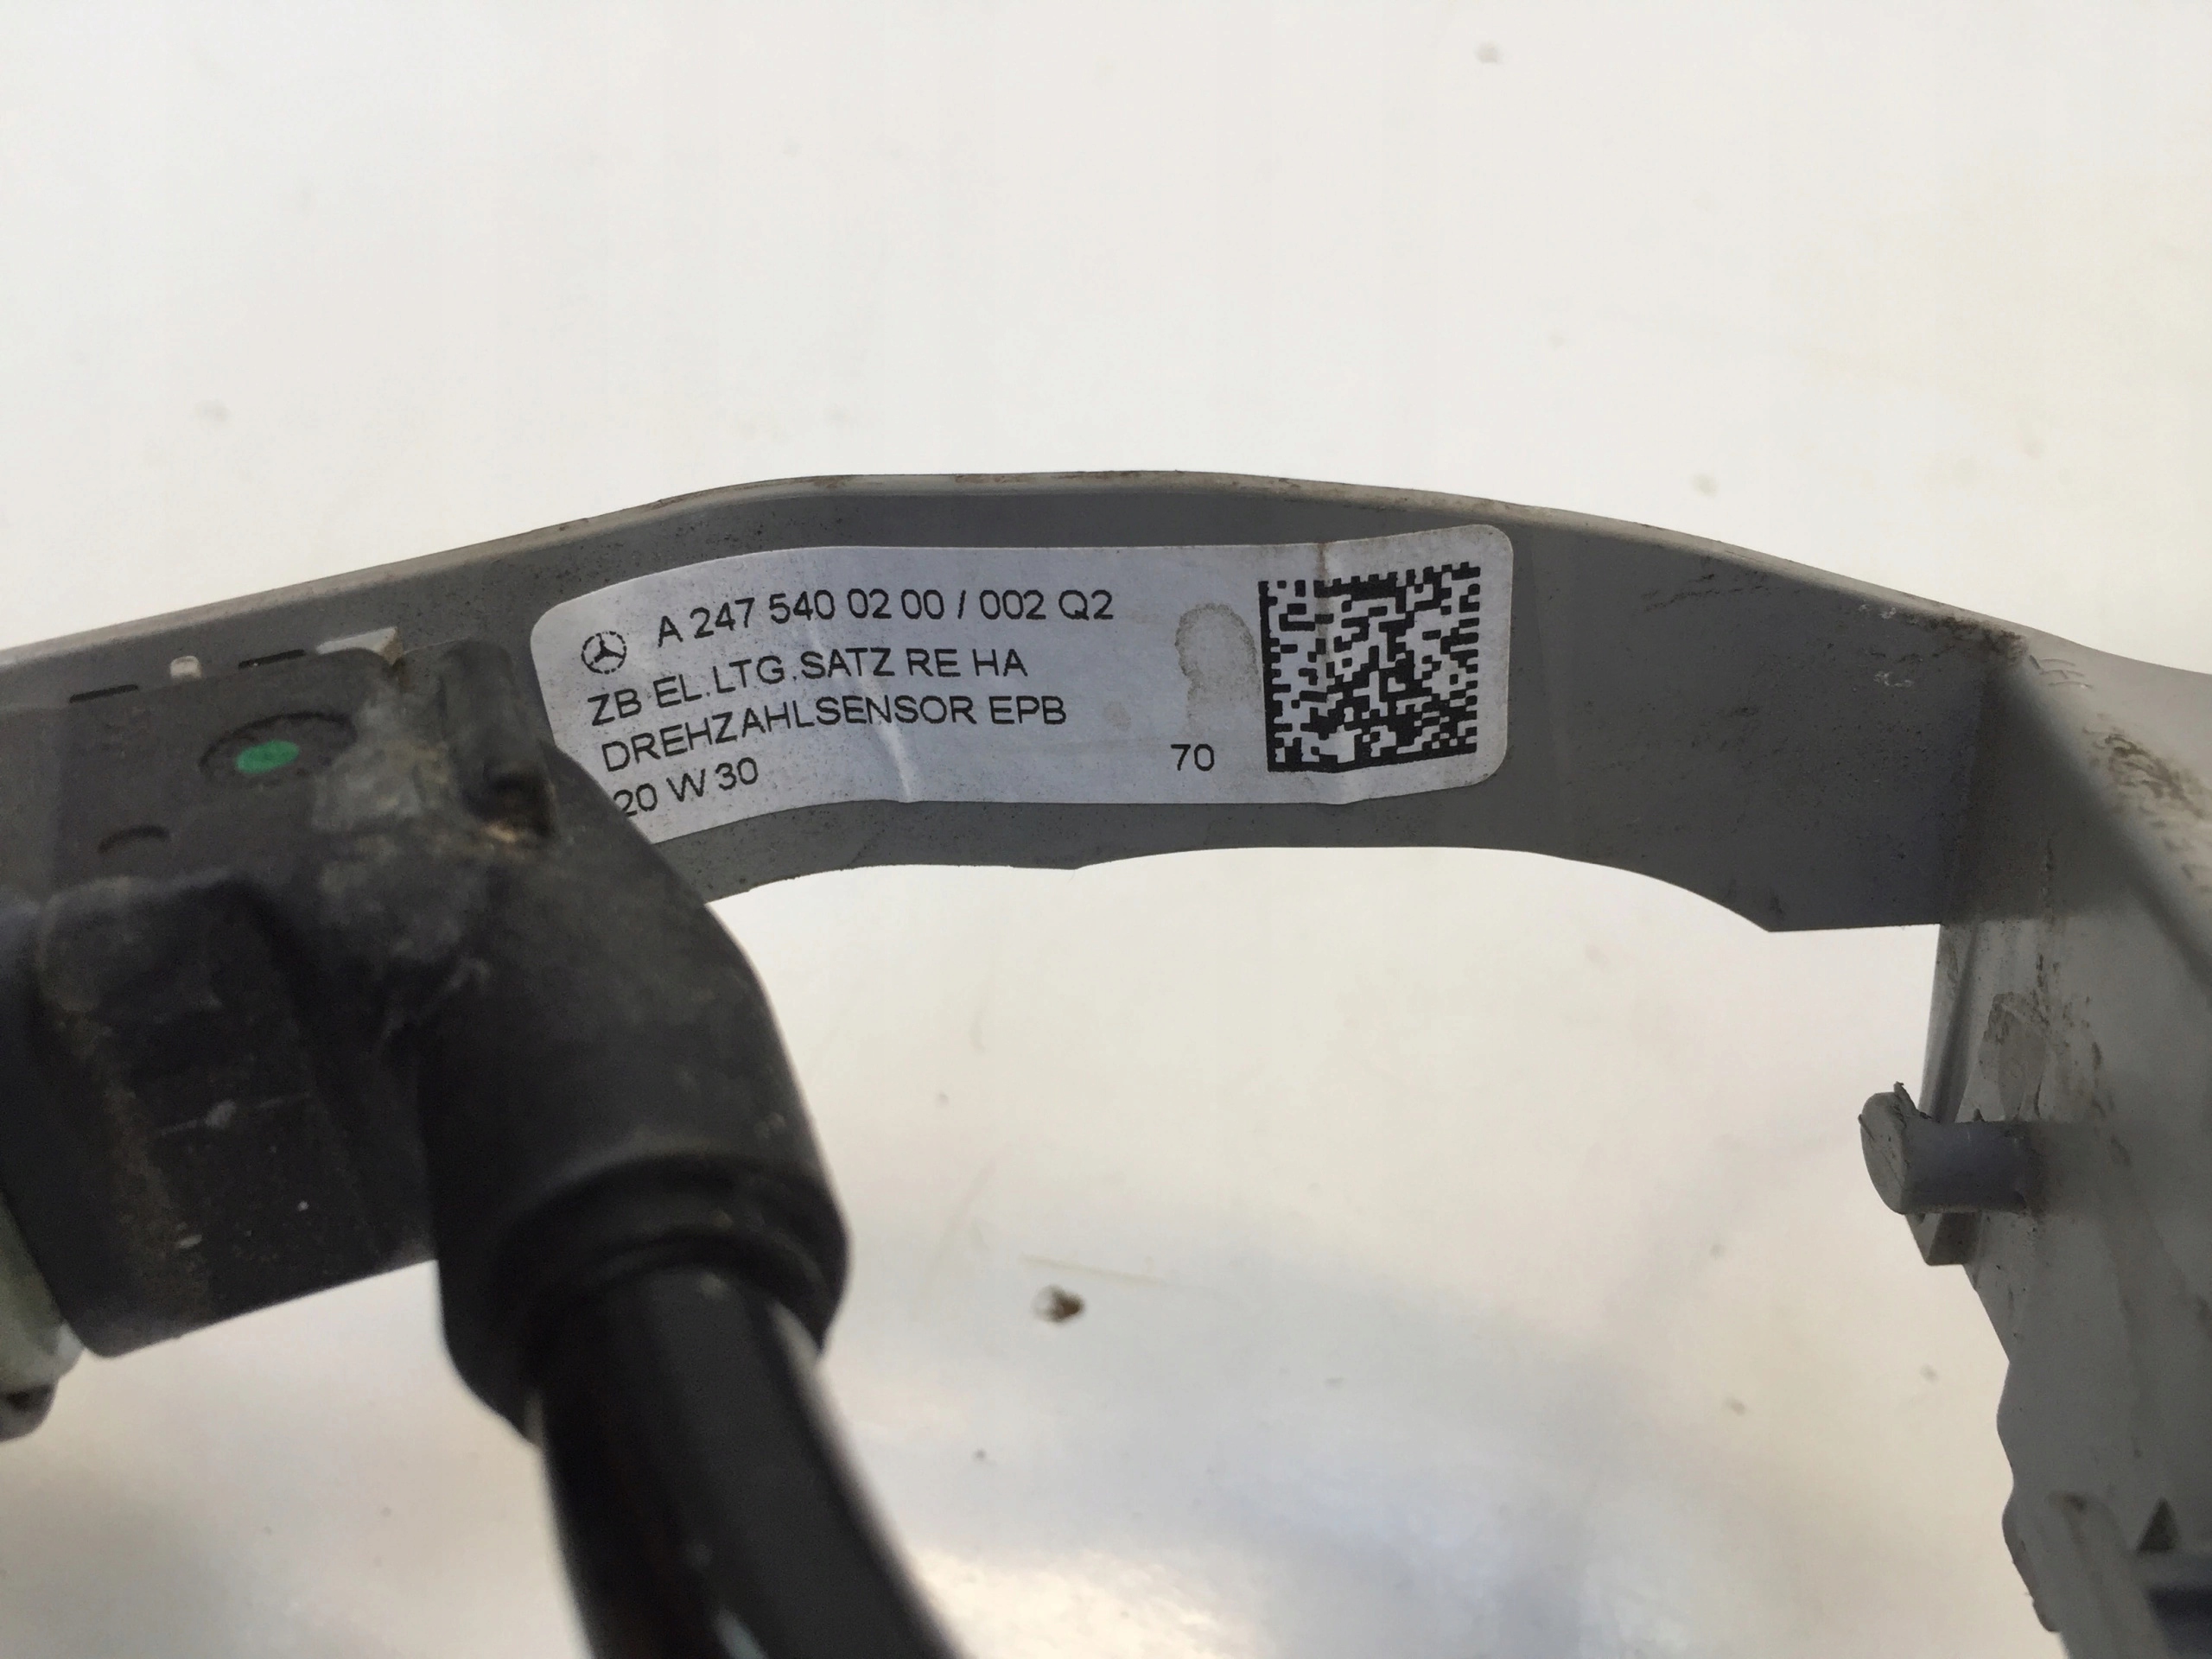 A 247 540 02 00 / 002 Q2
ZB EL.LTG.SATZ RE HA
DREHZAHLSENSOR EPB
20 W 30
70